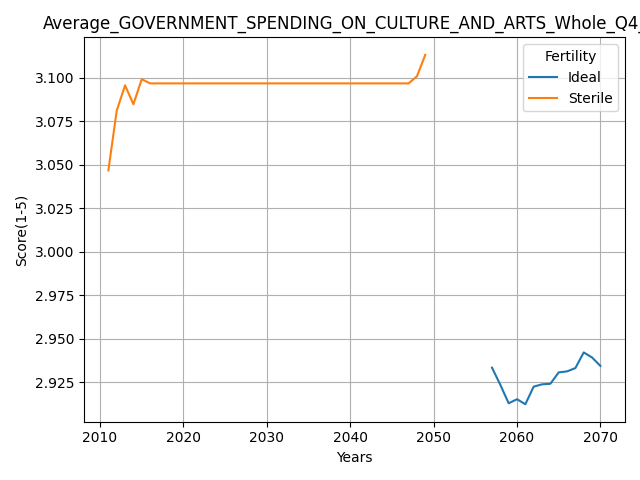 Average_GOVERNMENT_SPENDING_ON_CULTURE_AND_ARTS_Whole_Q4_
Fertility
Ideal
Sterile
3.100
3.075
3.050
3.025
3.000
2.975
2.950
2.925
Score(1-5)
2010 2020 2030 2040 2050 2060 2070
Years